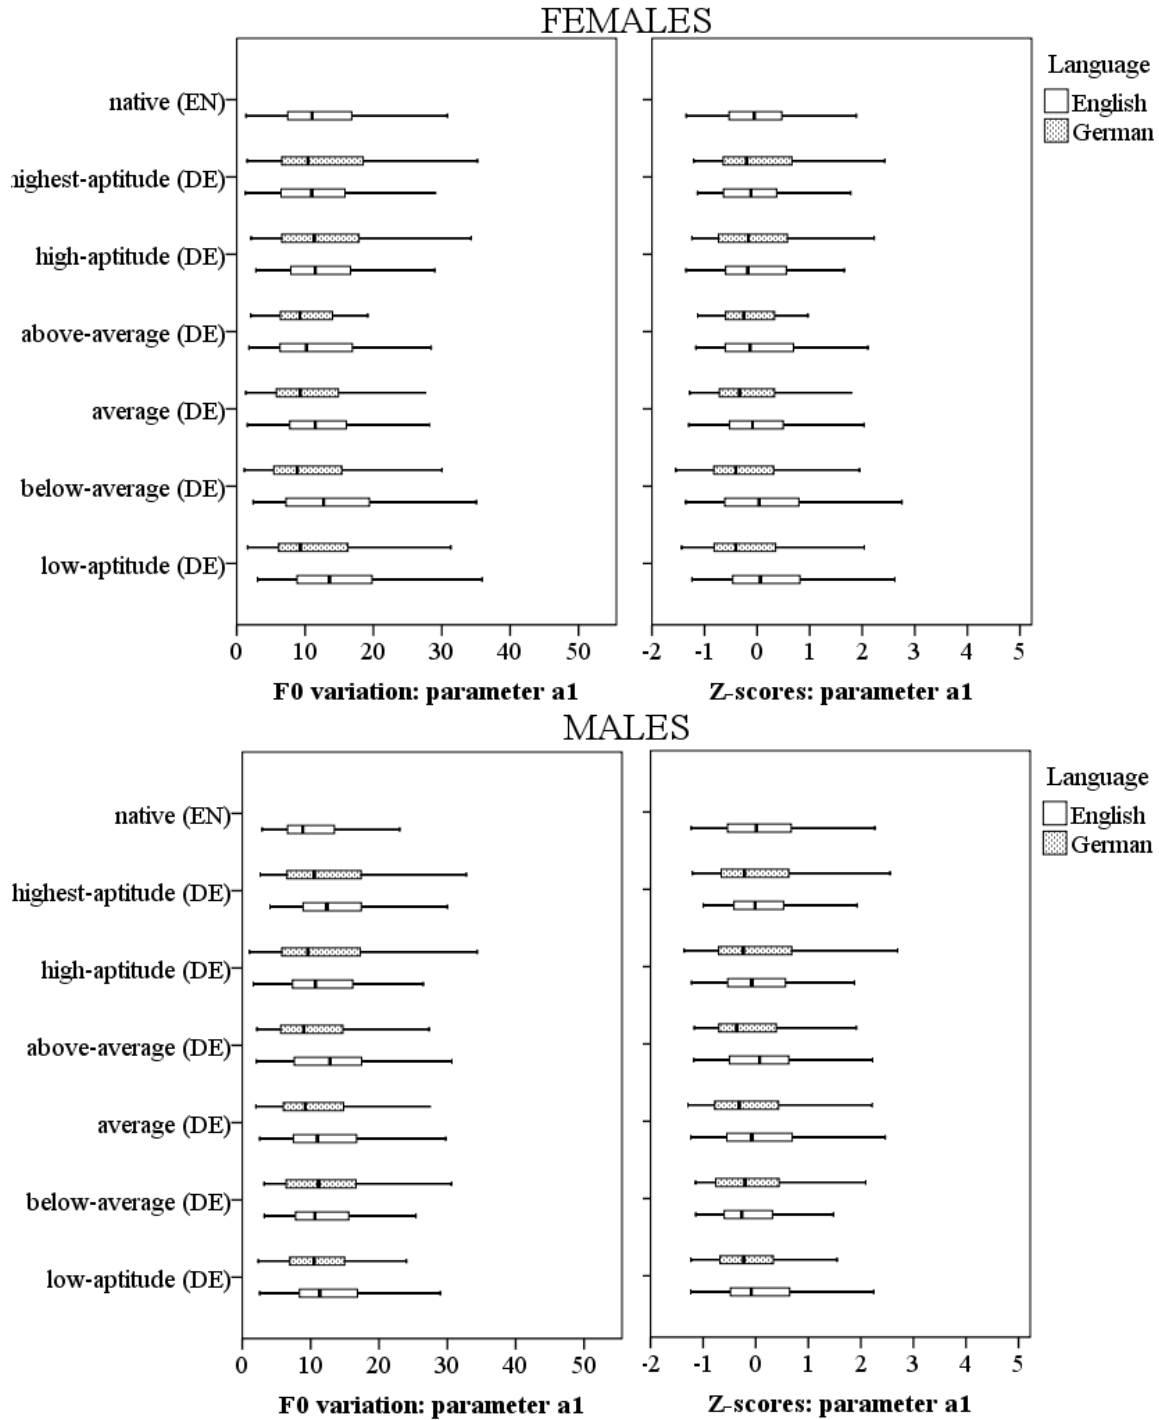 FEMALES
Language
English
German
native (EN)
highest-aptitude (DE)
high-aptitude (DE)
above-average (DE)
average (DE)
below-average (DE)
low-aptitude (DE)
0 10 20 30 40 50
-2 -1 0 1 2 3 4 5
F0 variation: parameter a1
Z-scores: parameter a1
MALES
Language
English
German
native (EN)
highest-aptitude (DE)
high-aptitude (DE)
above-average (DE)
average (DE)
below-average (DE)
low-aptitude (DE)
0 10 20 30 40 50
-2 -1 0 1 2 3 4 5
F0 variation: parameter a1
Z-scores: parameter a1